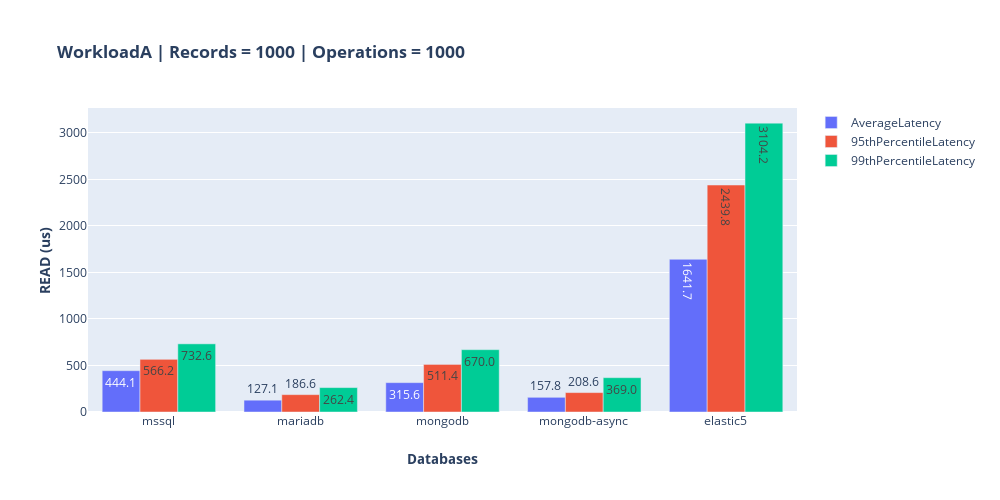 WorkloadA | Records = 1000 | Operations = 1000
AverageLatency
95thPercentileLatency
99thPercentileLatency
READ (us)
3000
2500
2000
1500
1000
500
0
444.1
566.2
732.6
127.1
186.6
262.4
315.6
511.4
670.0
157.8
208.6
369.0
1641.7
2439.8
3104.2
mssql
mariadb
mongodb
mongodb-async
elastic5
Databases